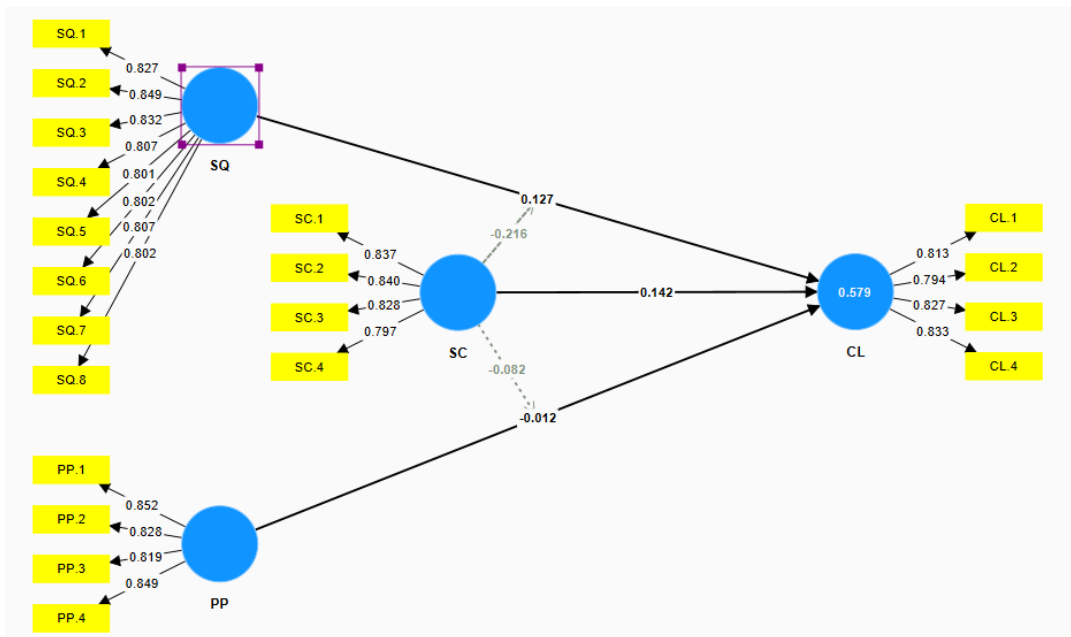 SQ.1
SQ.2
SQ.3
SQ.4
SQ.5
SQ.6
SQ.7
SQ.8
0.827
0.849
0.832
0.807
0.801
0.802
0.807
0.802
SQ
0.127
-0.216
SC.1
SC.2
SC.3
SC.4
0.837
0.840
0.828
0.797
SC
0.142
-0.082
-0.012
0.579
CL
0.813
0.794
0.827
0.833
CL.1
CL.2
CL.3
CL.4
PP.1
PP.2
PP.3
PP.4
0.852
0.828
0.819
0.849
PP